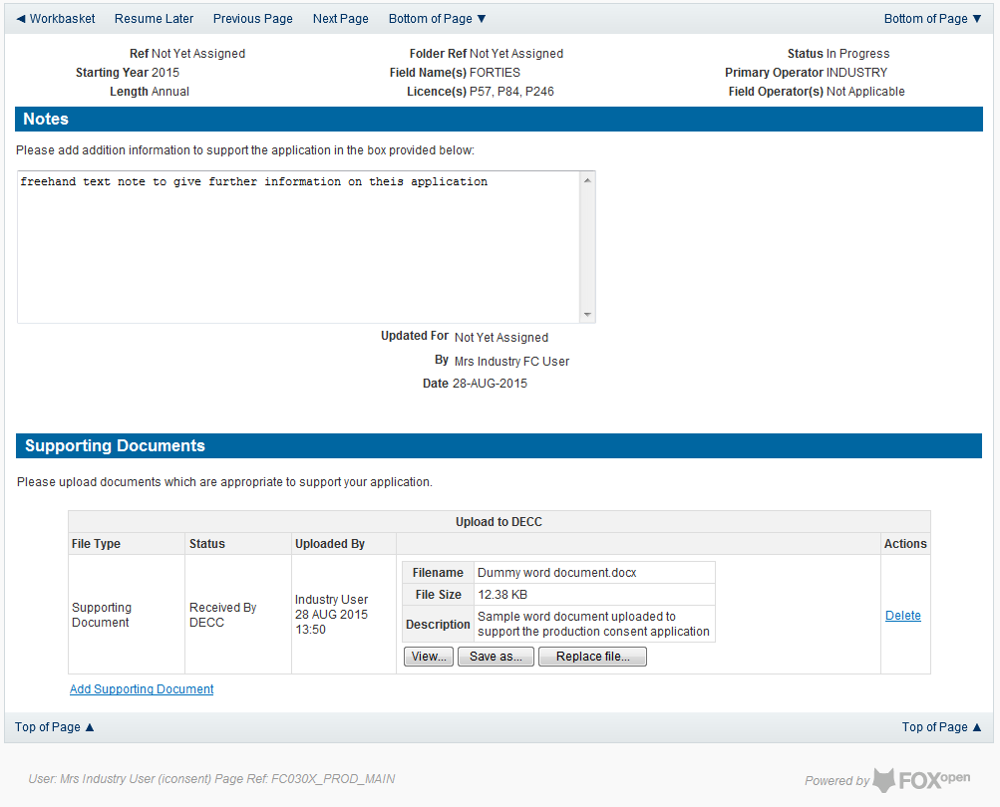 ◄ Workbasket Resume Later Previous Page Next Page Bottom of Page ▼ Bottom of Page ▼
Ref Not Yet Assigned Folder Ref Not Yet Assigned Status In Progress
Starting Year 2015 Field Name(s) FORTIES Primary Operator INDUSTRY
Length Annual Licence(s) P57, P84, P246 Field Operator(s) Not Applicable
Notes
Please add addition information to support the application in the box provided below:
freehand text note to give further information on theis application
Updated For Not Yet Assigned
By Mrs Industry FC User
Date 28-AUG-2015
Supporting Documents
Please upload documents which are appropriate to support your application.
Upload to DECC
File Type Status Uploaded By Actions
Supporting
Document
Received By
DECC
Industry User
28 AUG 2015
13:50
Filename Dummy word document.docx
File Size 12.38 KB
Description Sample word document uploaded to
support the production consent application
View... Save as... Replace file...
Delete
Add Supporting Document
Top of Page ▲ Top of Page ▲
User: Mrs Industry User (iconsent) Page Ref: FC030X_PROD_MAIN Powered by FOXopen